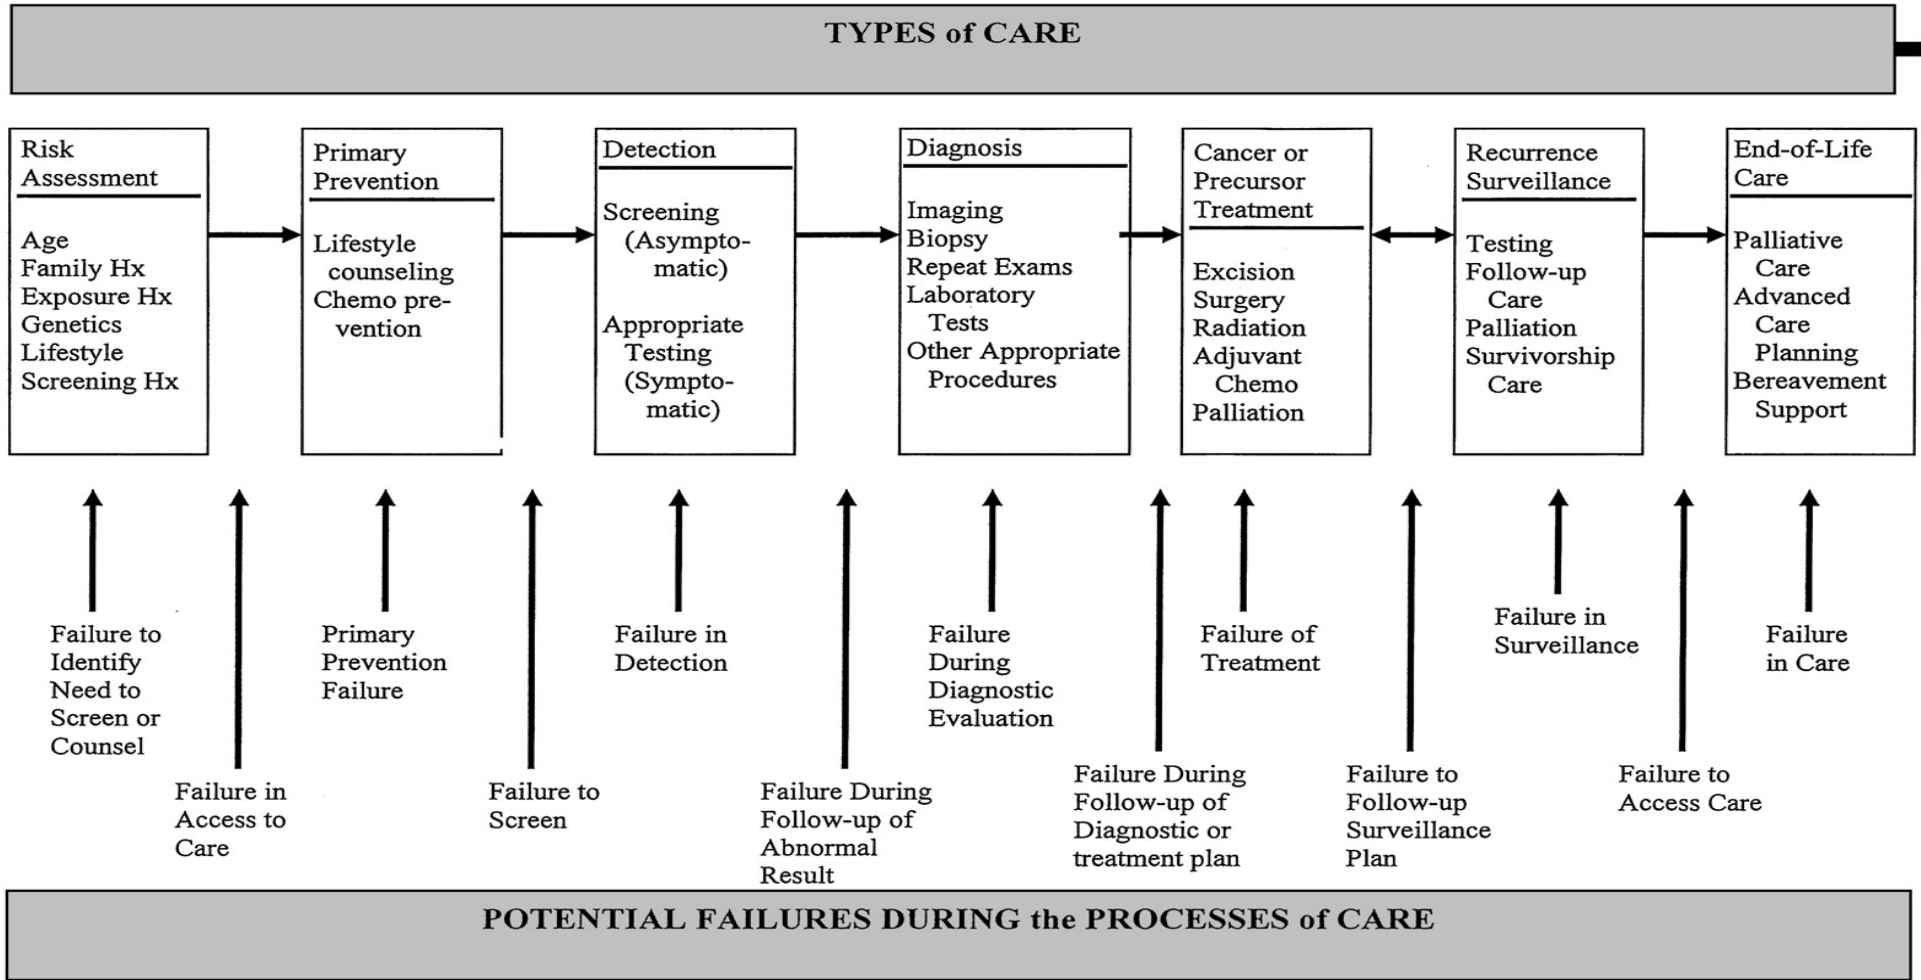 TYPES of CARE
Risk
Assessment
Age
Family Hx
Exposure Hx
Genetics
Lifestyle
Screening Hx
Primary
Prevention
Lifestyle
counseling
Chemo pre-
vention
Detection
Screening
(Asympto-
matic)
Appropriate
Testing
(Sympto-
matic)
Diagnosis
Imaging
Biopsy
Repeat Exams
Laboratory
Tests
Other Appropriate
Procedures
Cancer or
Precursor
Treatment
Excision
Surgery
Radiation
Adjuvant
Chemo
Palliation
Recurrence
Surveillance
Testing
Follow-up
Care
Palliation
Survivorship
Care
End-of-Life
Care
Palliative
Care
Advanced
Care
Planning
Bereavement
Support
Failure to
Identify
Need to
Screen or
Counsel
Failure in
Access to
Care
Primary
Prevention
Failure
Failure to
Screen
Failure in
Detection
Failure During
Follow-up of
Abnormal
Result
Failure
During
Diagnostic
Evaluation
Failure During
Follow-up of
Diagnostic or
treatment plan
Failure of
Treatment
Failure to
Follow-up
Surveillance
Plan
Failure in
Surveillance
Failure to
Access Care
Failure
in Care
POTENTIAL FAILURES DURING the PROCESSES of CARE